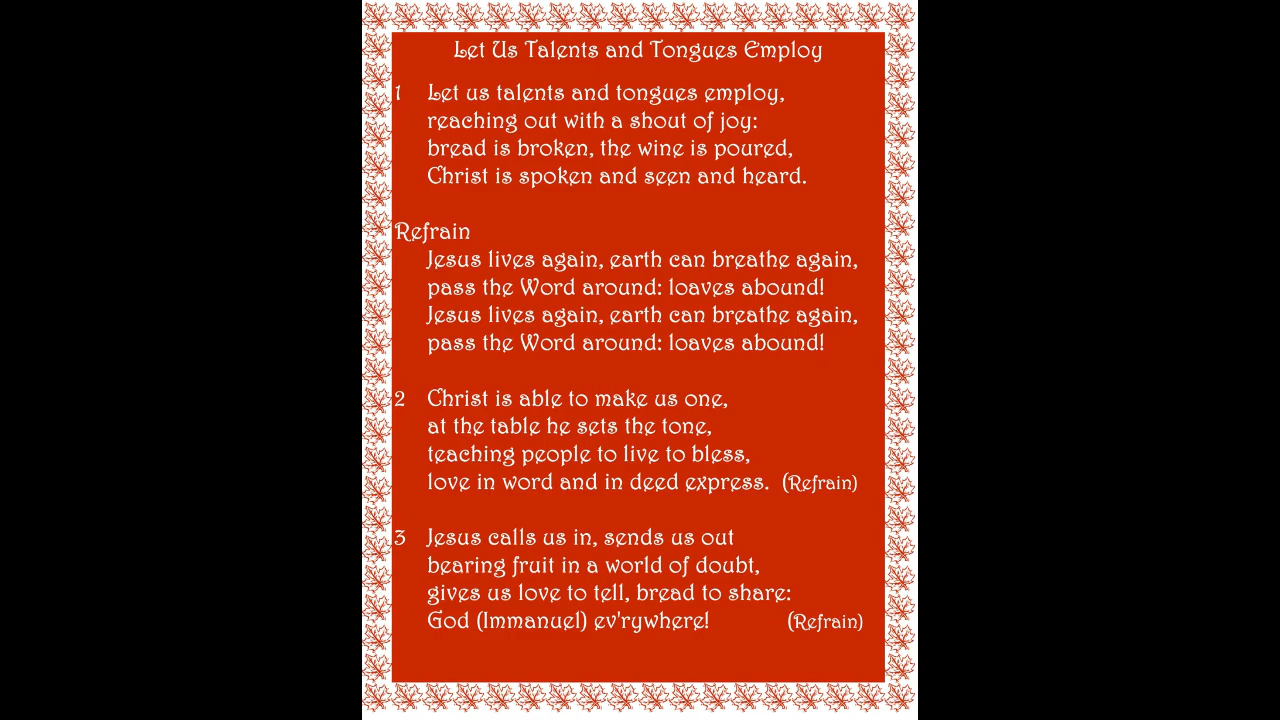 Let Us Talents and Tongues Employ
1 Let us talents and tongues employ,
reaching out with a shout of joy:
bread is broken, the wine is poured,
Christ is spoken and seen and heard.
Refrain
Jesus lives again, earth can breathe again,
pass the Word around: loaves abound!
Jesus lives again, earth can breathe again,
pass the Word around: loaves abound!
2 Christ is able to make us one,
at the table he sets the tone,
teaching people to live to bless,
love in word and in deed express. (Refrain)
3 Jesus calls us in, sends us out
bearing fruit in a world of doubt,
gives us love to tell, bread to share:
God (Immanuel) ev'rywhere! (Refrain)